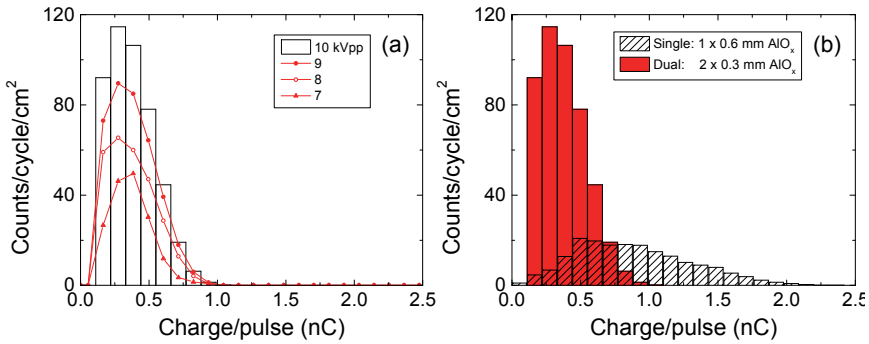 120
80
40
0
Counts/cycle/cm²
0.0 0.5 1.0 1.5 2.0 2.5
Charge/pulse (nC)
(a)
10 kVpp
9
8
7
120
80
40
0
Counts/cycle/cm²
0.0 0.5 1.0 1.5 2.0 2.5
Charge/pulse (nC)
(b)
Single: 1 x 0.6 mm AlOₓ
Dual: 2 x 0.3 mm AlOₓ